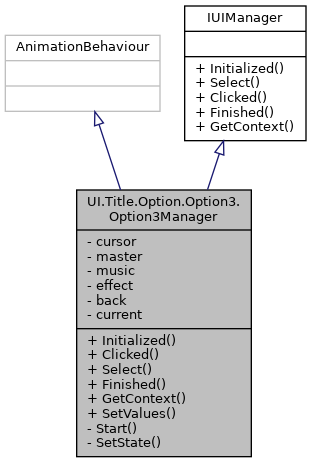 IUIManager
+ Initialized()
+ Select()
+ Clicked()
+ Finished()
+ GetContext()
AnimationBehaviour
UI.Title.Option.Option3.
Option3Manager
- cursor
- master
- music
- effect
- back
- current
+ Initialized()
+ Clicked()
+ Select()
+ Finished()
+ GetContext()
+ SetValues()
- Start()
- SetState()